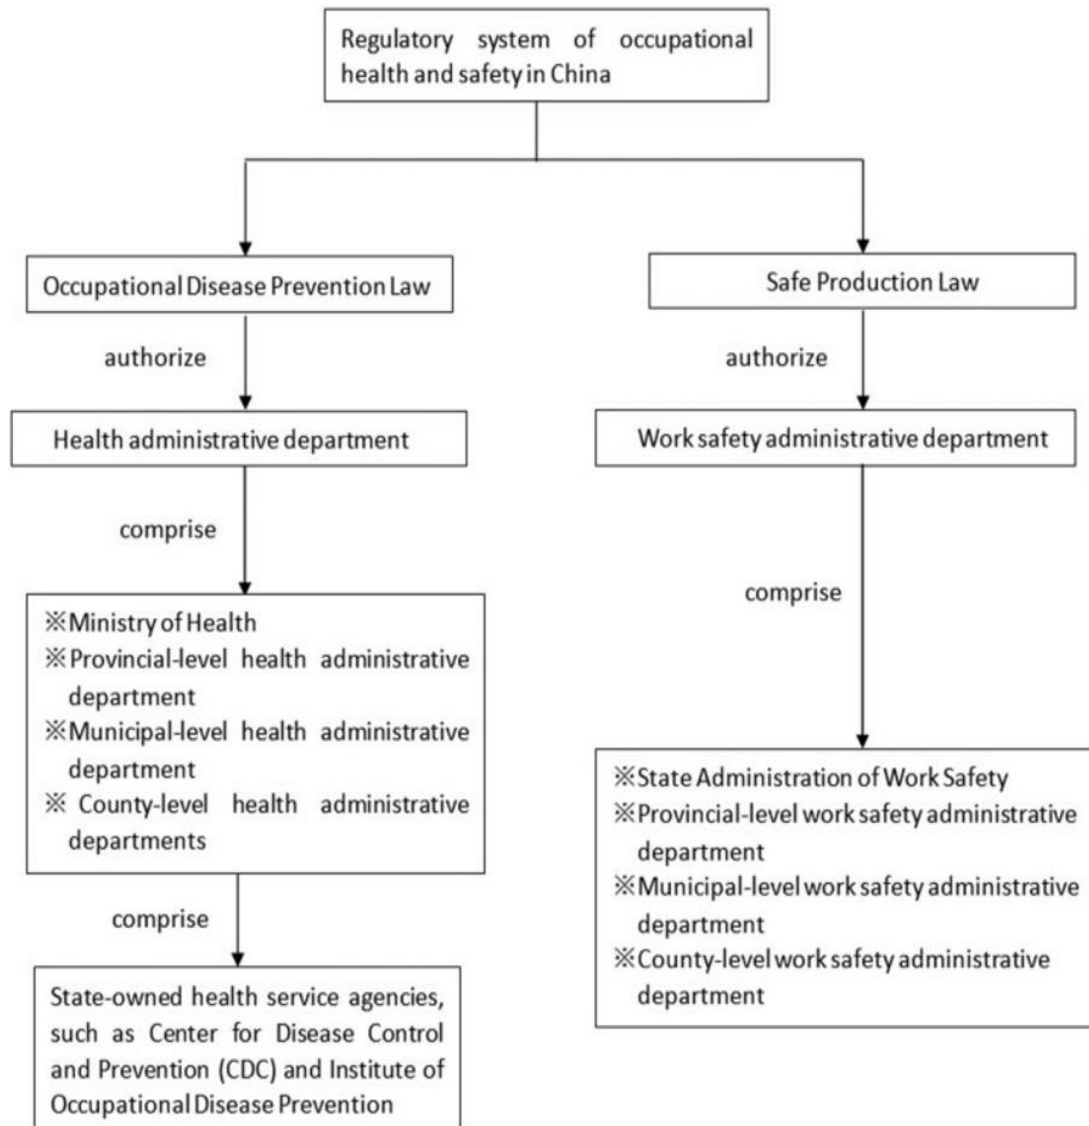 Regulatory system of occupational
health and safety in China
Occupational Disease Prevention Law
Safe Production Law
authorize
authorize
Health administrative department
Work safety administrative department
comprise
comprise
※Ministry of Health
※Provincial-level health administrative
department
※Municipal-level health administrative
department
※ County-level health administrative
departments
※State Administration of Work Safety
※Provincial-level work safety administrative
department
※Municipal-level work safety administrative
department
※County-level work safety administrative
department
comprise
State-owned health service agencies,
such as Center for Disease Control
and Prevention (CDC) and Institute of
Occupational Disease Prevention